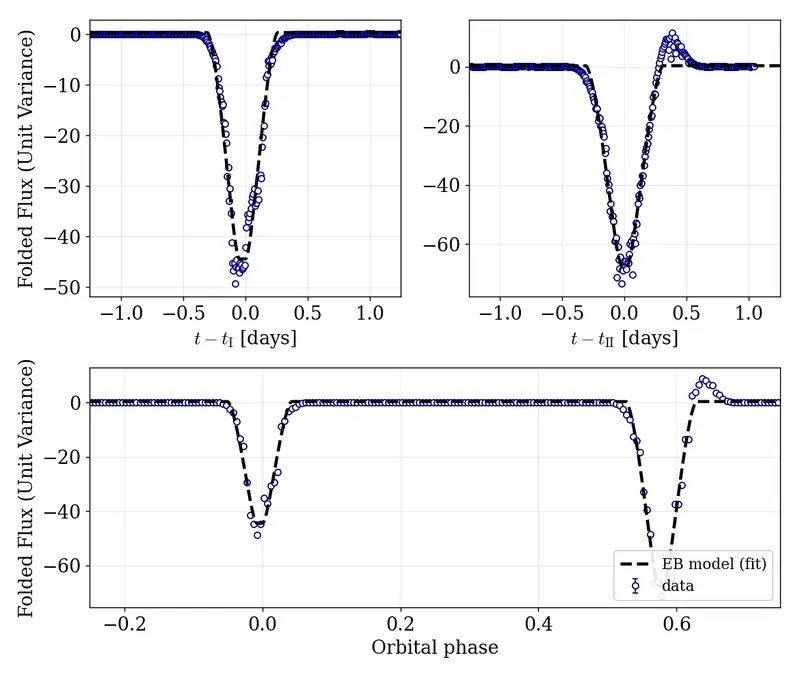 Folded Flux (Unit Variance)
0
−10
−20
−30
−40
−50
−1.0 −0.5 0.0 0.5 1.0
t − tI [days]
0
−20
−40
−60
−1.0 −0.5 0.0 0.5 1.0
t − tII [days]
Folded Flux (Unit Variance)
0
−20
−40
−60
EB model (fit)
data
−0.2 0.0 0.2 0.4 0.6
Orbital phase